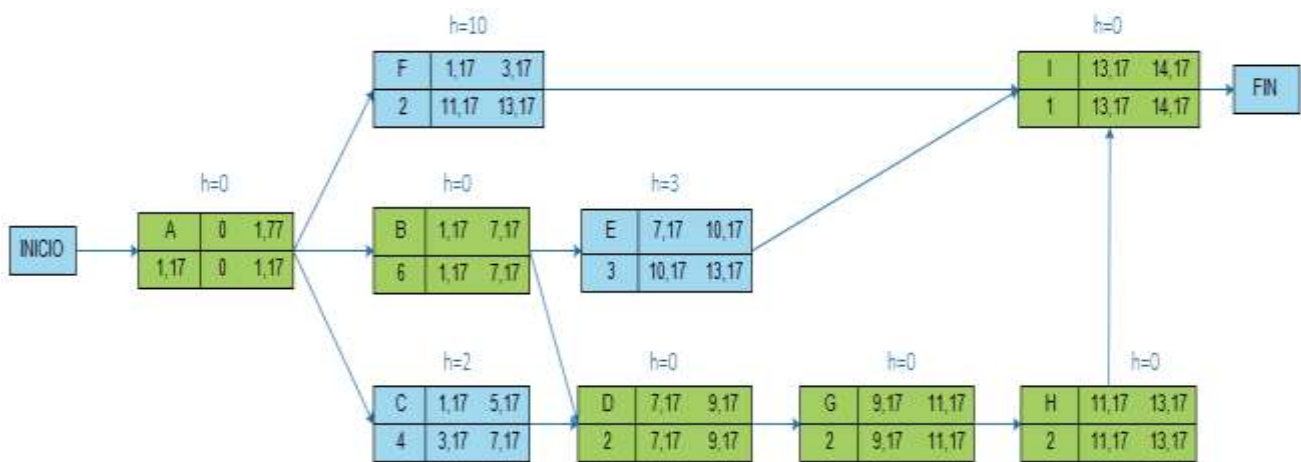 h=10
F 1,17 3,17
2 11,17 13,17
h=0
I 13,17 14,17
1 13,17 14,17
FIN
INICIO
h=0
A 0 1,77
1,17 0 1,17
h=0
B 1,17 7,17
6 1,17 7,17
h=3
E 7,17 10,17
3 10,17 13,17
h=2
C 1,17 5,17
4 3,17 7,17
h=0
D 7,17 9,17
2 7,17 9,17
h=0
G 9,17 11,17
2 9,17 11,17
h=0
H 11,17 13,17
2 11,17 13,17